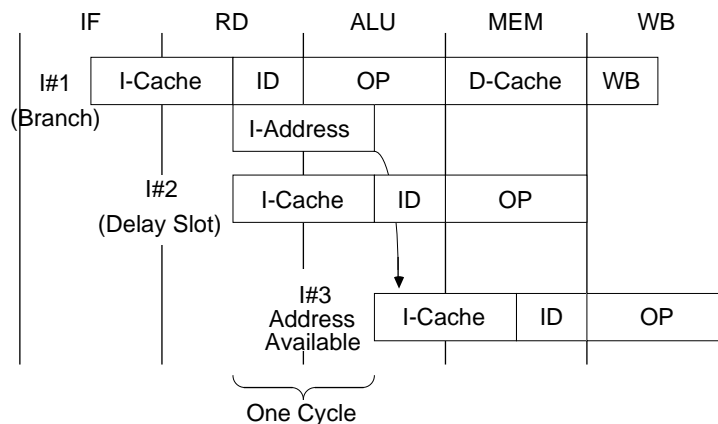 IF RD ALU MEM WB
I#1
(Branch)
I-Cache ID OP D-Cache WB
I-Address
I#2
(Delay Slot)
I-Cache ID OP
I#3
Address
Available
I-Cache ID OP
One Cycle